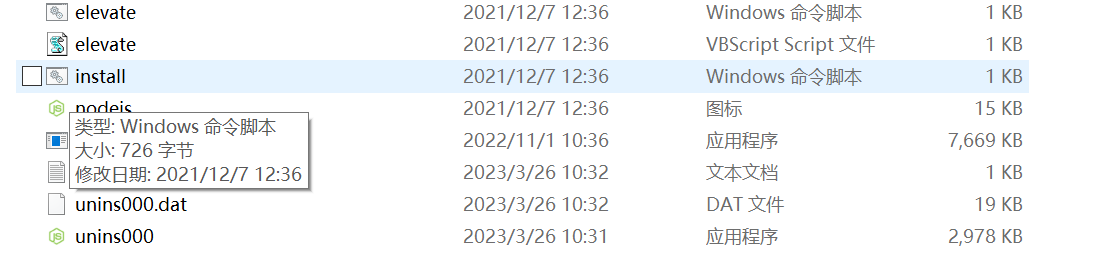 elevate 2021/12/7 12:36 Windows 命令脚本 1 KB
elevate 2021/12/7 12:36 VBScript Script 文件 1 KB
install 2021/12/7 12:36 Windows 命令脚本 1 KB
nodejs 2021/12/7 12:36 图标 15 KB
类型: Windows 命令脚本
大小: 726 字节
修改日期: 2021/12/7 12:36
2022/11/1 10:36 应用程序 7,669 KB
2023/3/26 10:32 文本文档 1 KB
unins000.dat 2023/3/26 10:32 DAT 文件 19 KB
unins000 2023/3/26 10:31 应用程序 2,978 KB